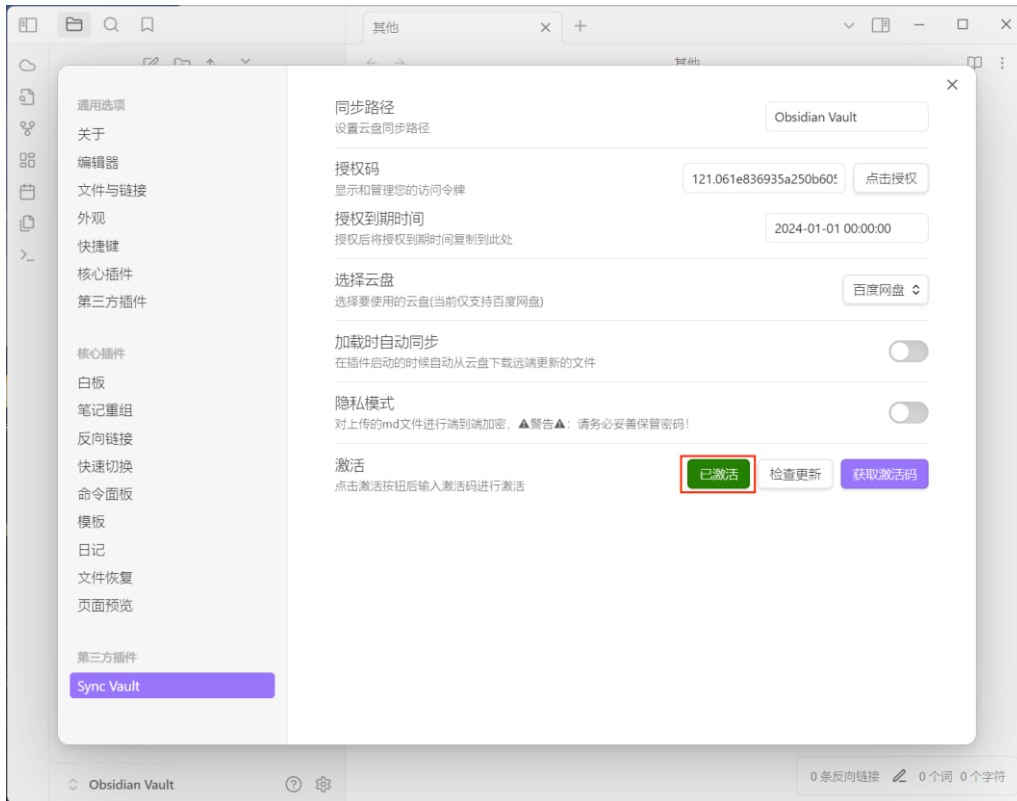 其他
其他
通用选项
关于
编辑器
文件与链接
外观
快捷键
核心插件
第三方插件
核心插件
白板
笔记重组
反向链接
快速切换
命令面板
模板
日记
文件恢复
页面预览
第三方插件
Sync Vault
同步路径
设置云盘同步路径
Obsidian Vault
授权码
显示和管理您的访问令牌
121.061e836935a250b605
点击授权
授权到期时间
授权后将授权到期时间复制到此处
2024-01-01 00:00:00
选择云盘
选择要使用的云盘(当前仅支持百度网盘)
百度网盘
加载时自动同步
在插件启动的时候自动从云盘下载远端更新的文件
隐私模式
对上传的md文件进行端到端加密，⚠警告⚠：请务必妥善保管密码！
激活
点击激活按钮后输入激活码进行激活
已激活
检查更新
获取激活码
Obsidian Vault
0 条反向链接 0 个词 0 个字符